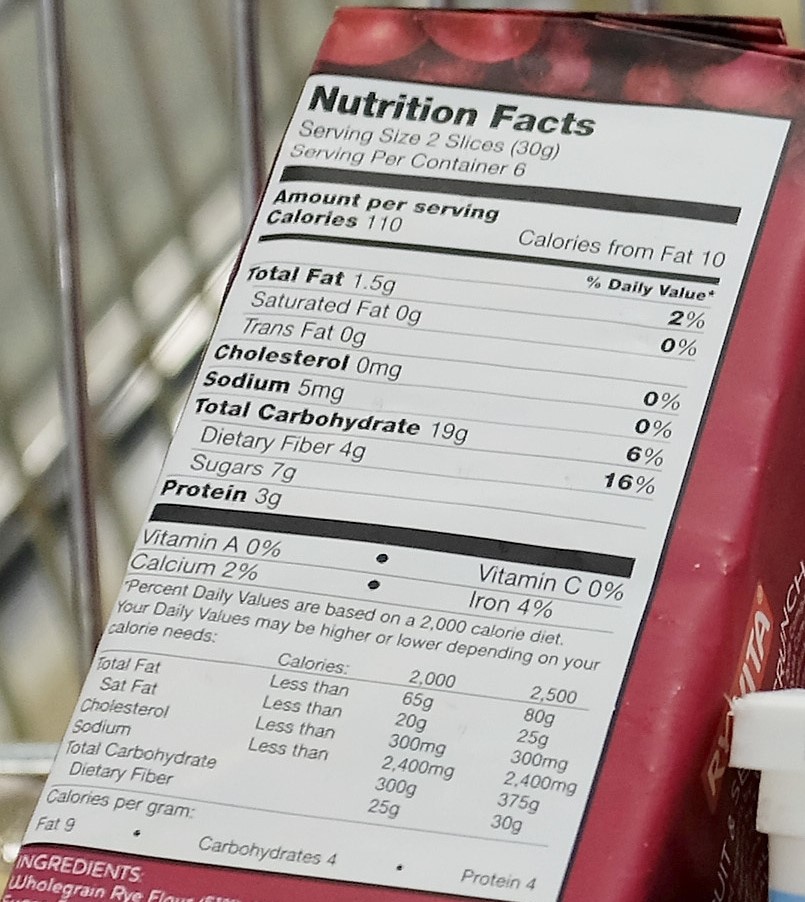 Nutrition Facts
Serving Size 2 Slices (30g)
Serving Per Container 6
Amount per serving
Calories 110 Calories from Fat 10
% Daily Value*
Total Fat 1.5g 2%
Saturated Fat 0g 0%
Trans Fat 0g
Cholesterol 0mg 0%
Sodium 5mg 0%
Total Carbohydrate 19g 6%
Dietary Fiber 4g 16%
Sugars 7g
Protein 3g
Vitamin A 0% • Vitamin C 0%
Calcium 2% • Iron 4%
*Percent Daily Values are based on a 2,000 calorie diet.
Your Daily Values may be higher or lower depending on your
calorie needs:
Calories: 2,000 2,500
Total Fat Less than 65g 80g
Sat Fat Less than 20g 25g
Cholesterol Less than 300mg 300mg
Sodium Less than 2,400mg 2,400mg
Total Carbohydrate 300g 375g
Dietary Fiber 25g 30g
Calories per gram:
Fat 9 • Carbohydrates 4 • Protein 4
INGREDIENTS:
Wholegrain Rye Flour